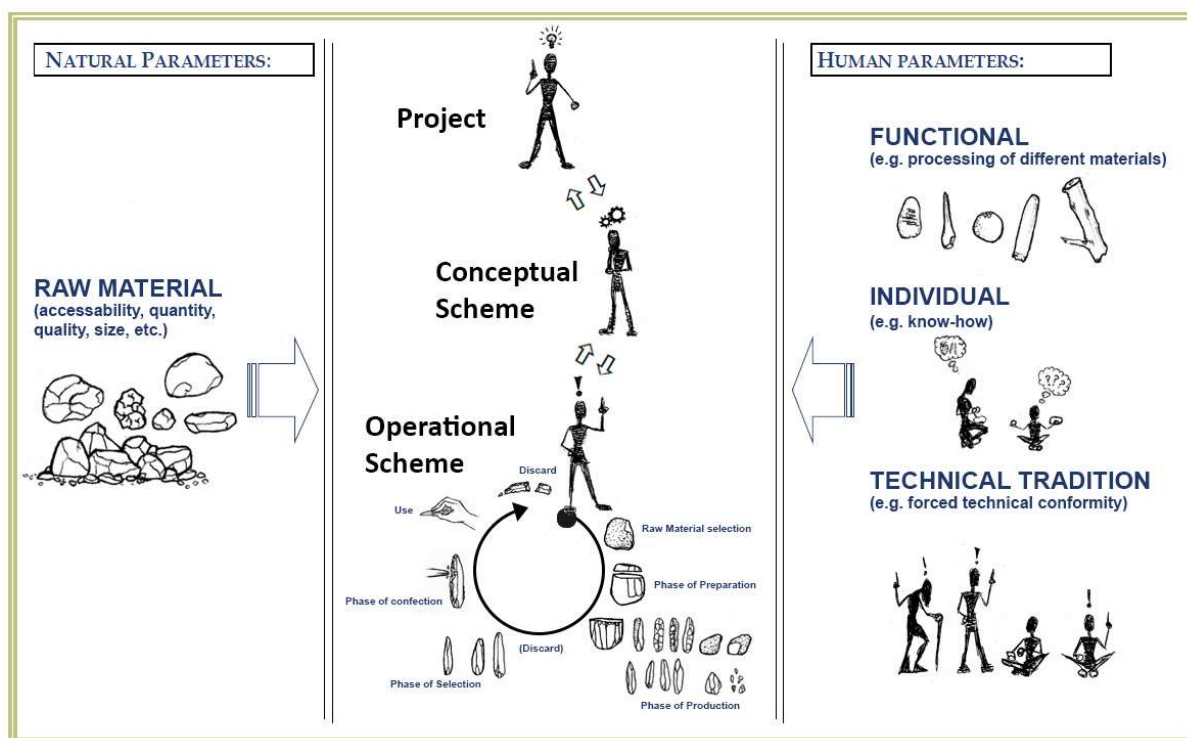 NATURAL PARAMETERS:
RAW MATERIAL
(accessability, quantity,
quality, size, etc.)
Project
Conceptual
Scheme
Operational
Scheme
Discard
Use
Raw Material selection
Phase of Preparation
Phase of confection
(Discard)
Phase of Selection
Phase of Production
HUMAN PARAMETERS:
FUNCTIONAL
(e.g. processing of different materials)
INDIVIDUAL
(e.g. know-how)
???
TECHNICAL TRADITION
(e.g. forced technical conformity)